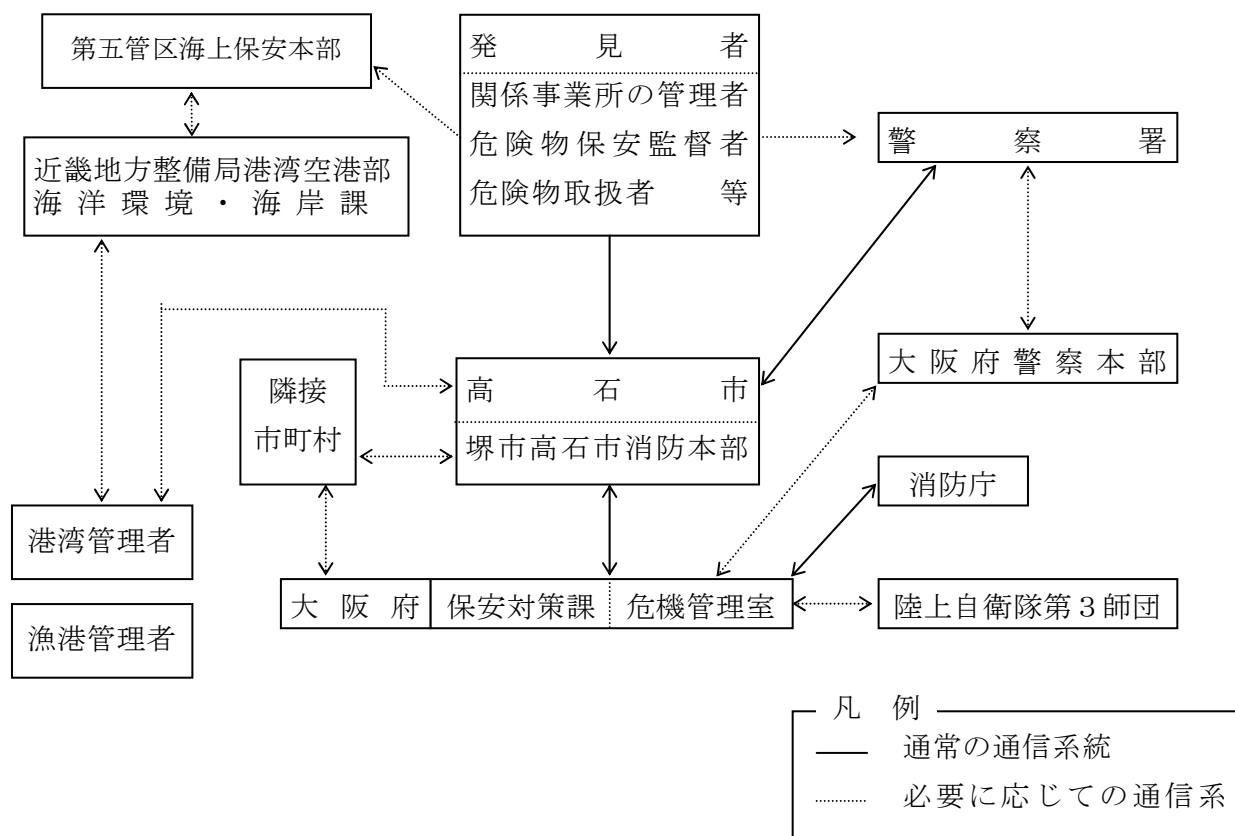 第五管区海上保安本部
発見者
関係事業所の管理者
危険物保安監督者
危険物取扱者　等
警察署
近畿地方整備局港湾空港部
海洋環境・海岸課
大阪府警察本部
隣接
市町村
高石市
堺市高石市消防本部
消防庁
港湾管理者
大阪府
保安対策課
危機管理室
陸上自衛隊第３師団
漁港管理者
凡　例
通常の通信系統
必要に応じての通信系